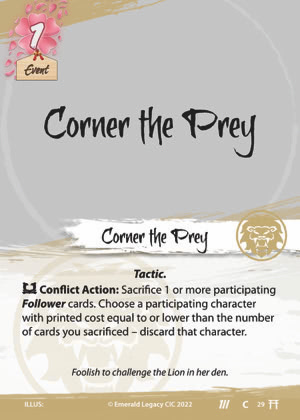 1
Event
Corner the Prey
Corner the Prey
Tactic.
Conflict Action: Sacrifice 1 or more participating
Follower cards. Choose a participating character
with printed cost equal to or lower than the number
of cards you sacrificed – discard that character.
Foolish to challenge the Lion in her den.
ILLUS: © Emerald Legacy CIC 2022 C 29